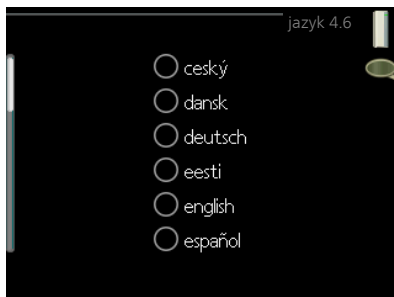 jazyk 4.6
ceský
dansk
deutsch
eesti
english
español